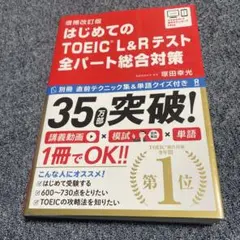 増補改訂版
はじめての
TOEIC L&Rテスト
全パート総合対策
塚田幸光
別冊 直前テクニック集&単語クイズ付き
35万部突破!
講義動画×模試×単語
1冊でOK!!
こんな人にオススメ!
はじめて受験する
600〜730点をとりたい
TOEICの攻略法を知りたい
第1位